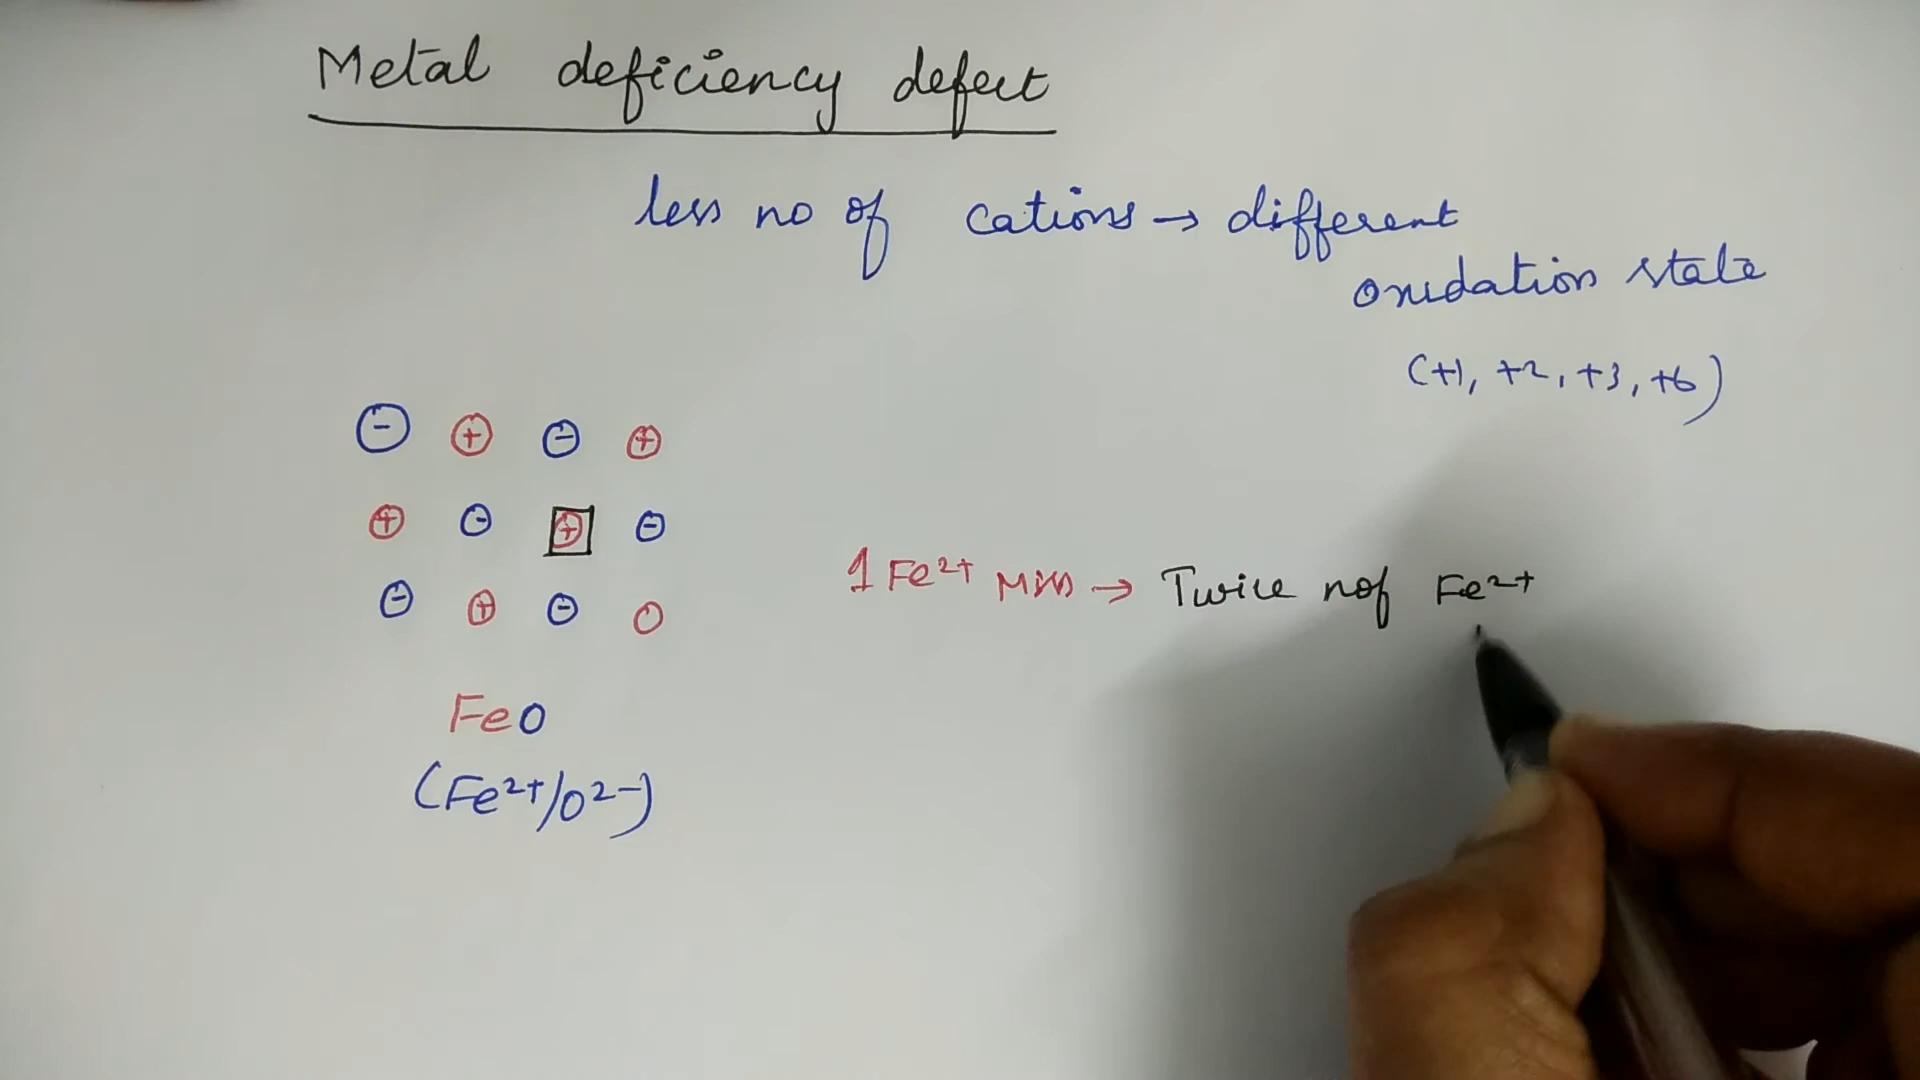 Metal deficiency defect
less no of cations → different
oxidation state
(+1, +2, +3, +6)
- + - +
+ - + -
- + -
1 Fe²⁺ Miss → Twice nof Fe²⁺
FeO
(Fe²⁺/O²⁻)